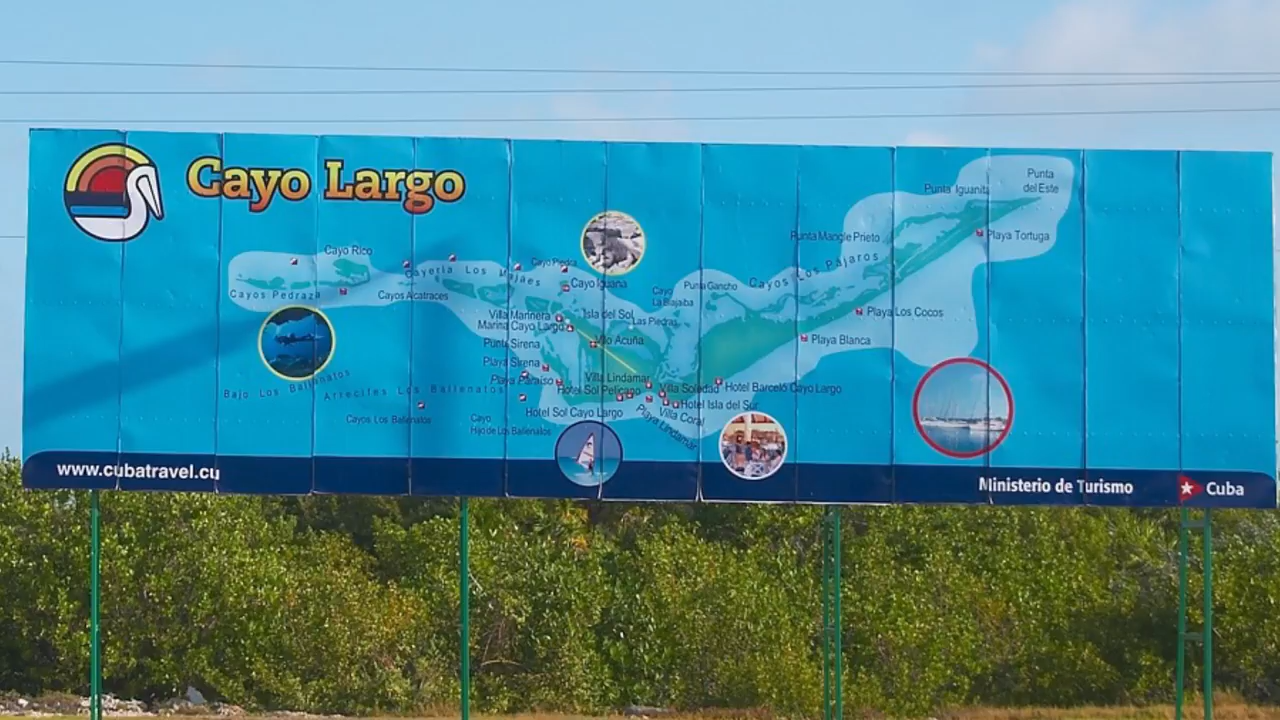 Cayo Largo
Punta
del Este
Punta Iguanita
Playa Tortuga
Punta Mangle Prieto
Cayo Rico
Cayería Los Majaes
Cayo Piedra
Cayo Iguana
Cayos Los Pájaros
Cayos Pedraza
Cayos Alcatraces
Punta Gancho
Cayo
La Biajaiba
Playa Los Cocos
Villa Marinera
Isla del Sol
Marina Cayo Largo
Las Piedras
Punta Sirena
Vilo Acuña
Playa Blanca
Playa Sirena
Playa Paraíso
Villa Lindamar
Hotel Sol Pelicano
Villa Soledad
Hotel Barceló Cayo Largo
Bajo Los Ballenatos
Arrecifes Los Ballenatos
Hotel Isla del Sur
Villa Coral
Playa Lindamar
Hotel Sol Cayo Largo
Cayos Los Ballenatos
Cayo
Hijo de Los Ballenatos
www.cubatravel.cu
Ministerio de Turismo
Cuba